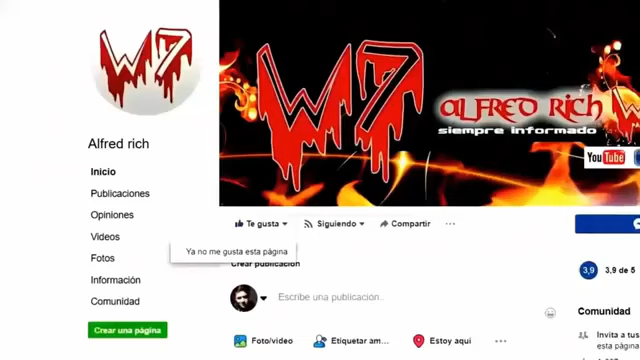 W7
W7
ALFRED RICH
siempre informado
YouTube
Alfred rich
Inicio
Publicaciones
Opiniones
Videos
Fotos
Información
Comunidad
Crear una página
Te gusta
Siguiendo
Compartir
Ya no me gusta esta página
Crear publicación
Escribe una publicación..
Foto/video
Etiquetar am...
Estoy aquí
3,9
3,9 de 5
Comunidad
Invita a tus
esta página